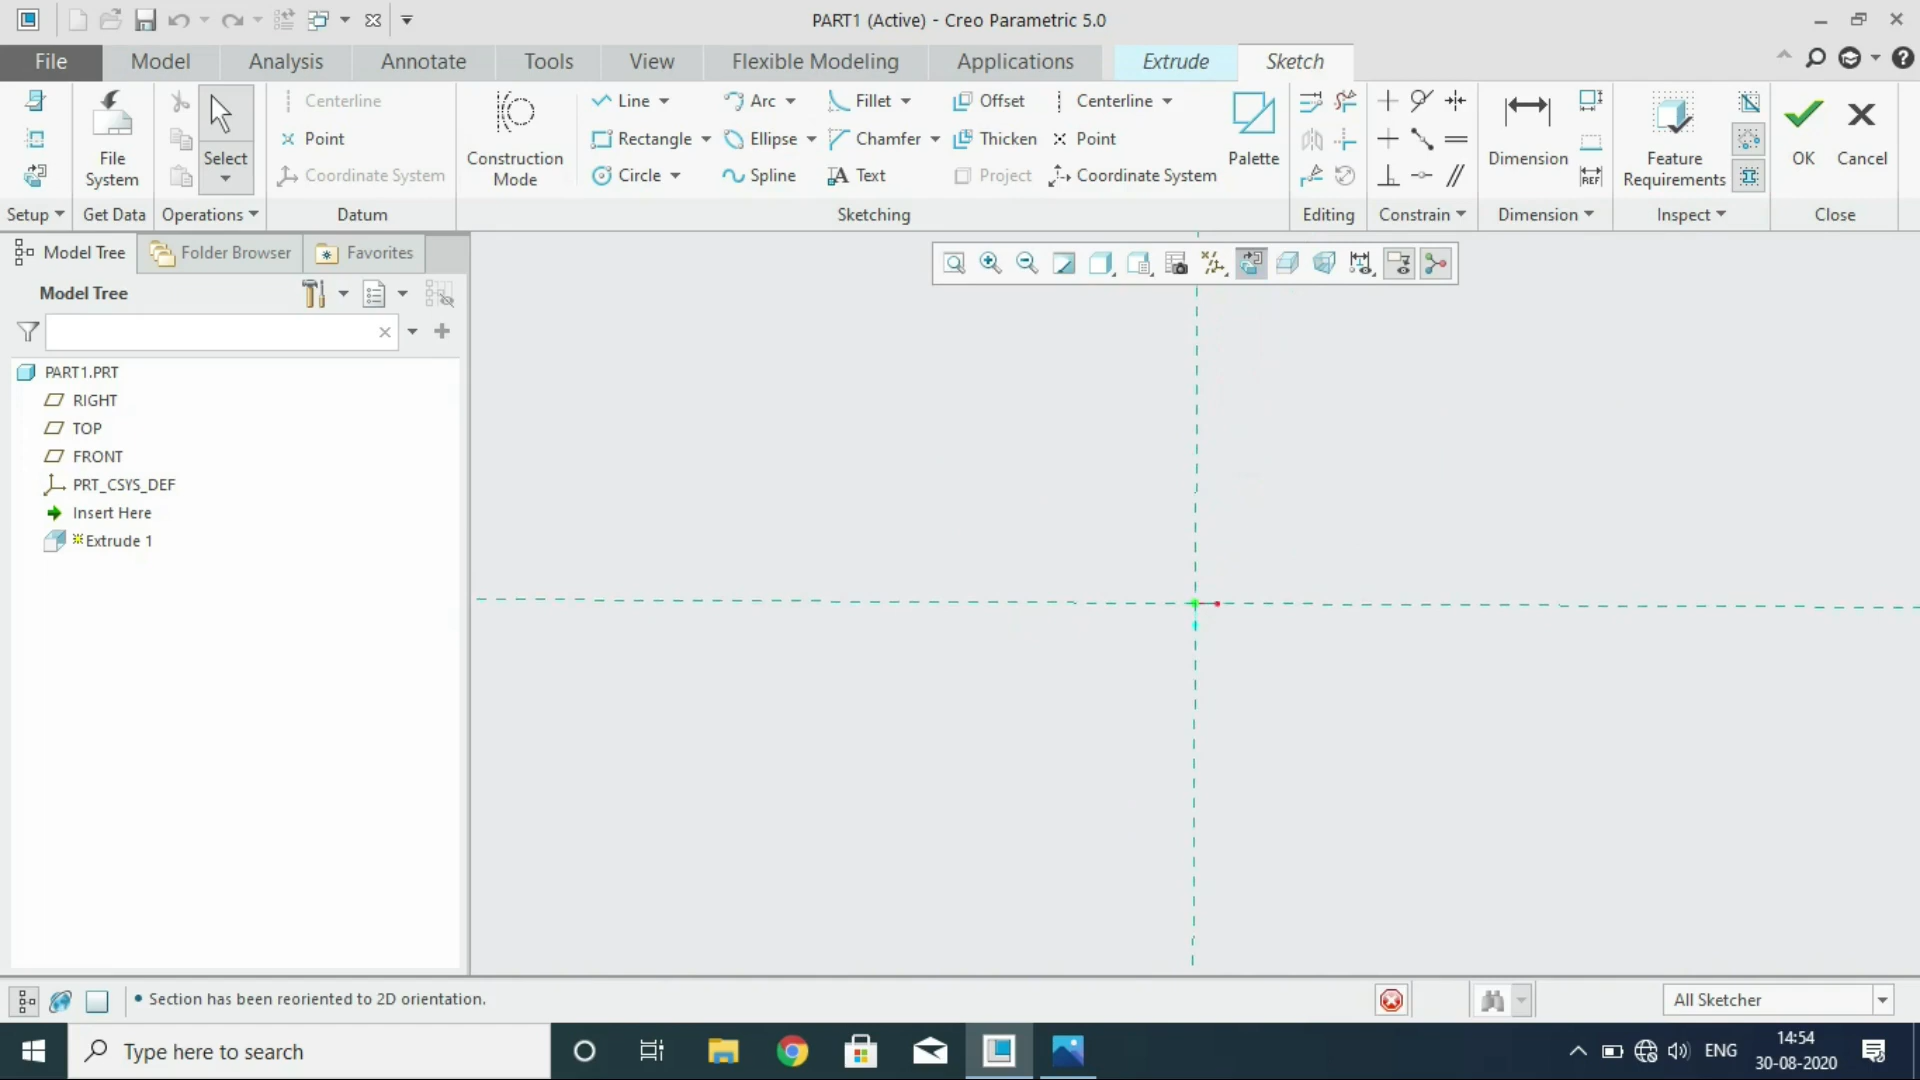 PART1 (Active) - Creo Parametric 5.0
File Model Analysis Annotate Tools View Flexible Modeling Applications Extrude Sketch
Centerline Line Arc Fillet Offset Centerline
Point Rectangle Ellipse Chamfer Thicken Point
File System Select Coordinate System Construction Mode Circle Spline Text Project Coordinate System Palette Dimension REF Feature Requirements OK Cancel
Setup Get Data Operations Datum Sketching Editing Constrain Dimension Inspect Close
Model Tree Folder Browser Favorites
Model Tree
PART1.PRT
RIGHT
TOP
FRONT
PRT_CSYS_DEF
Insert Here
Extrude 1
• Section has been reoriented to 2D orientation.
All Sketcher
Type here to search
ENG
14:54
30-08-2020